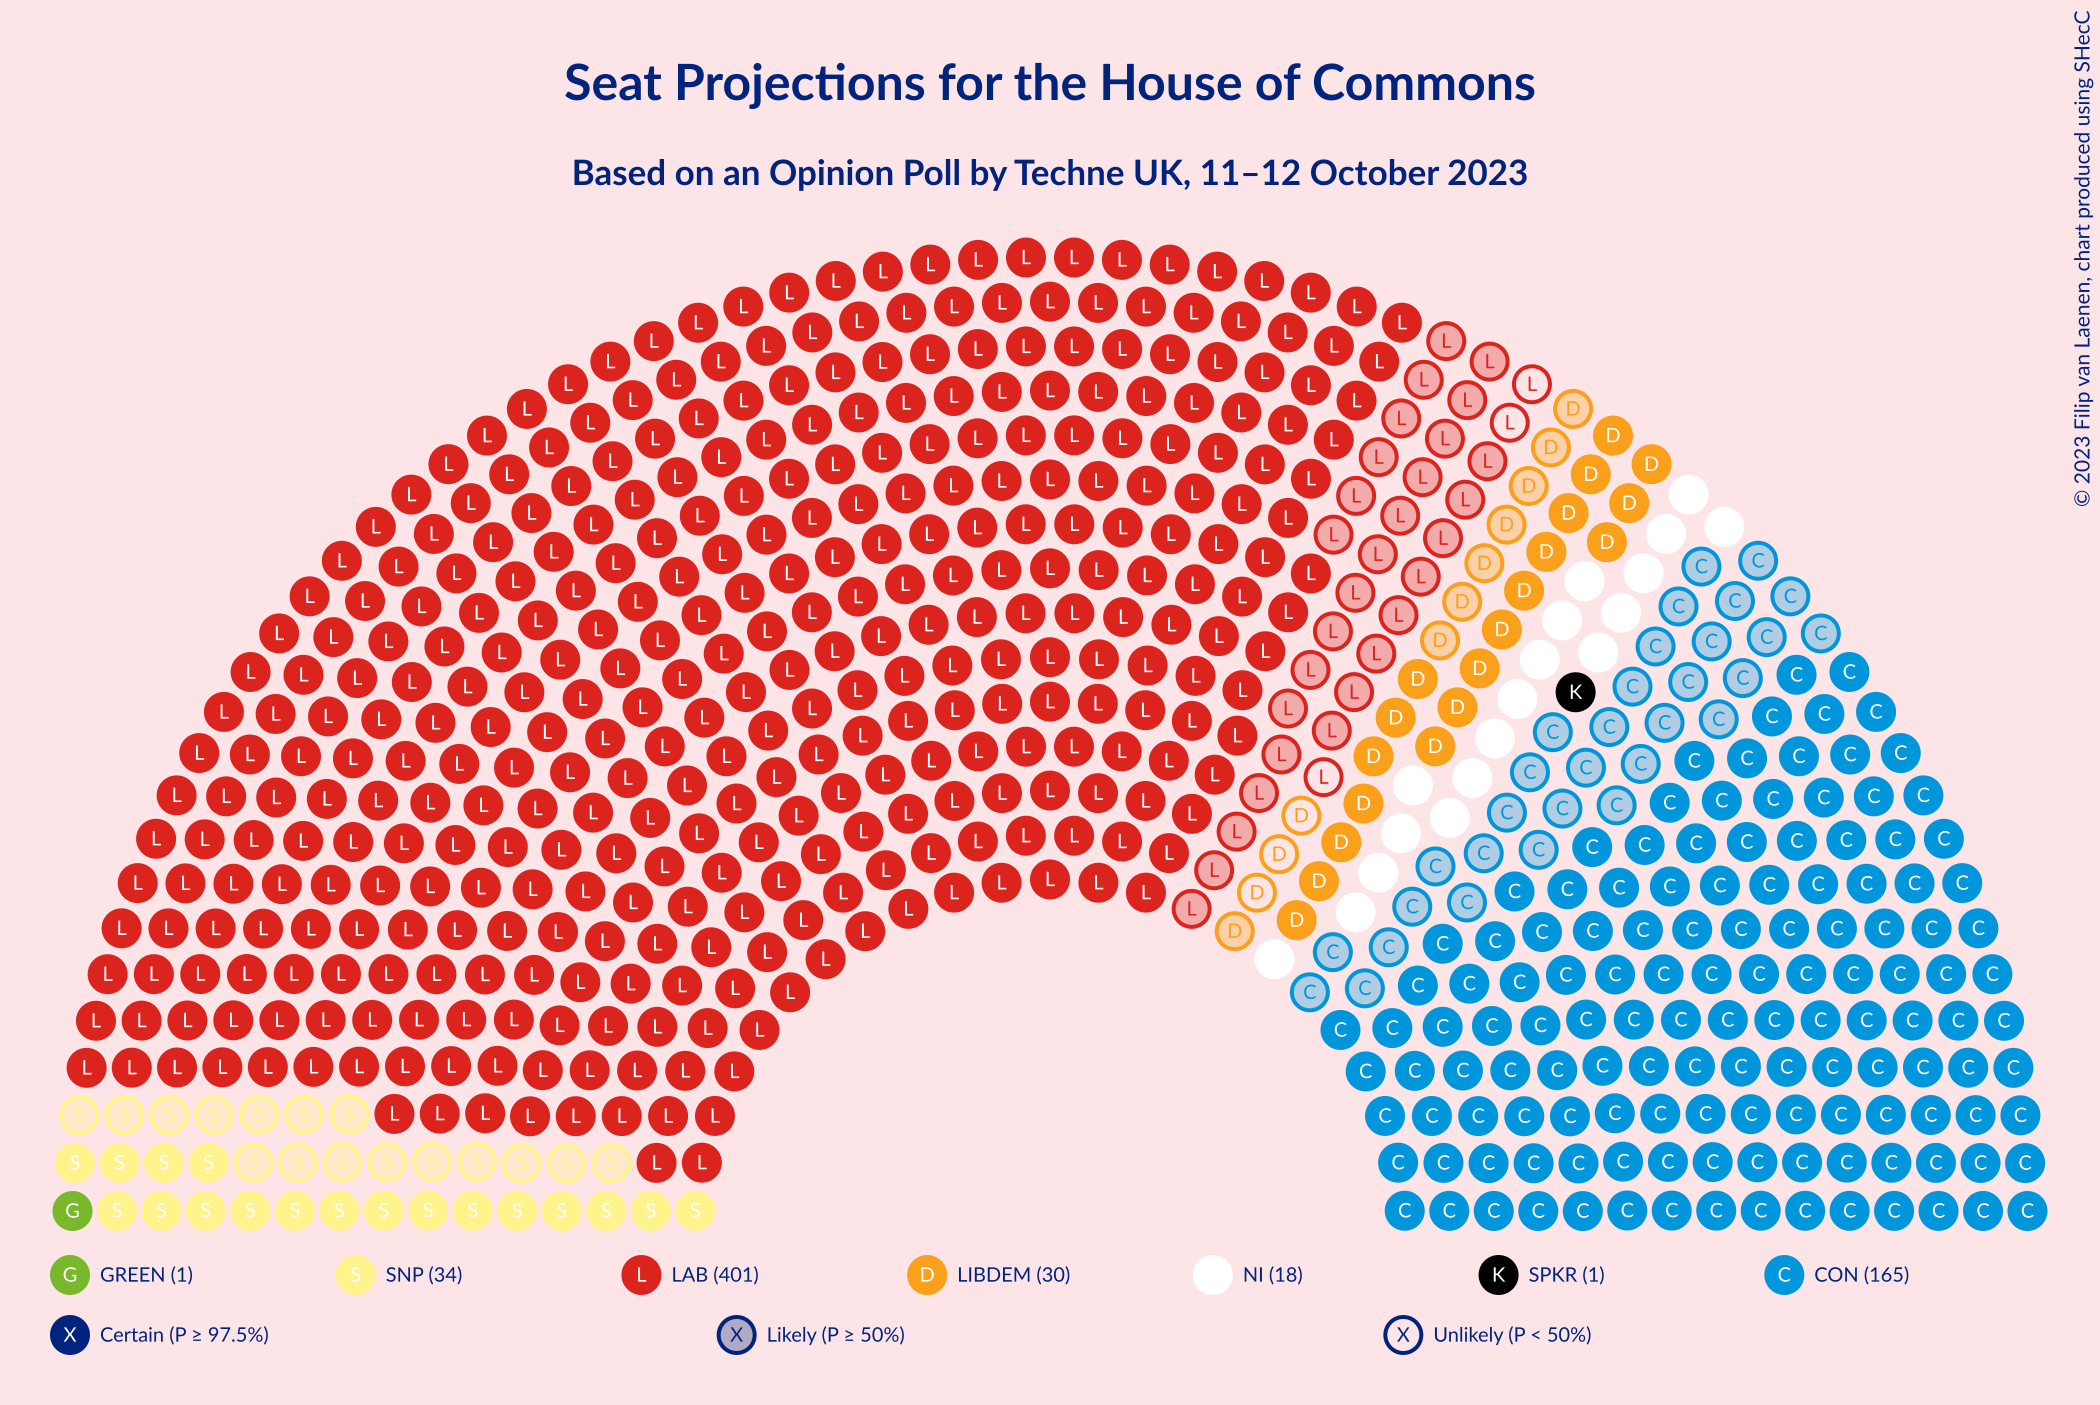 Seat Projections for the House of Commons
Based on an Opinion Poll by Techne UK, 11–12 October 2023
© 2023 Filip van Laenen, chart produced using SHecC
G GREEN (1) S SNP (34) L LAB (401) D LIBDEM (30) NI (18) K SPKR (1) C CON (165)
X Certain (P ≥ 97.5%) X Likely (P ≥ 50%) X Unlikely (P < 50%)